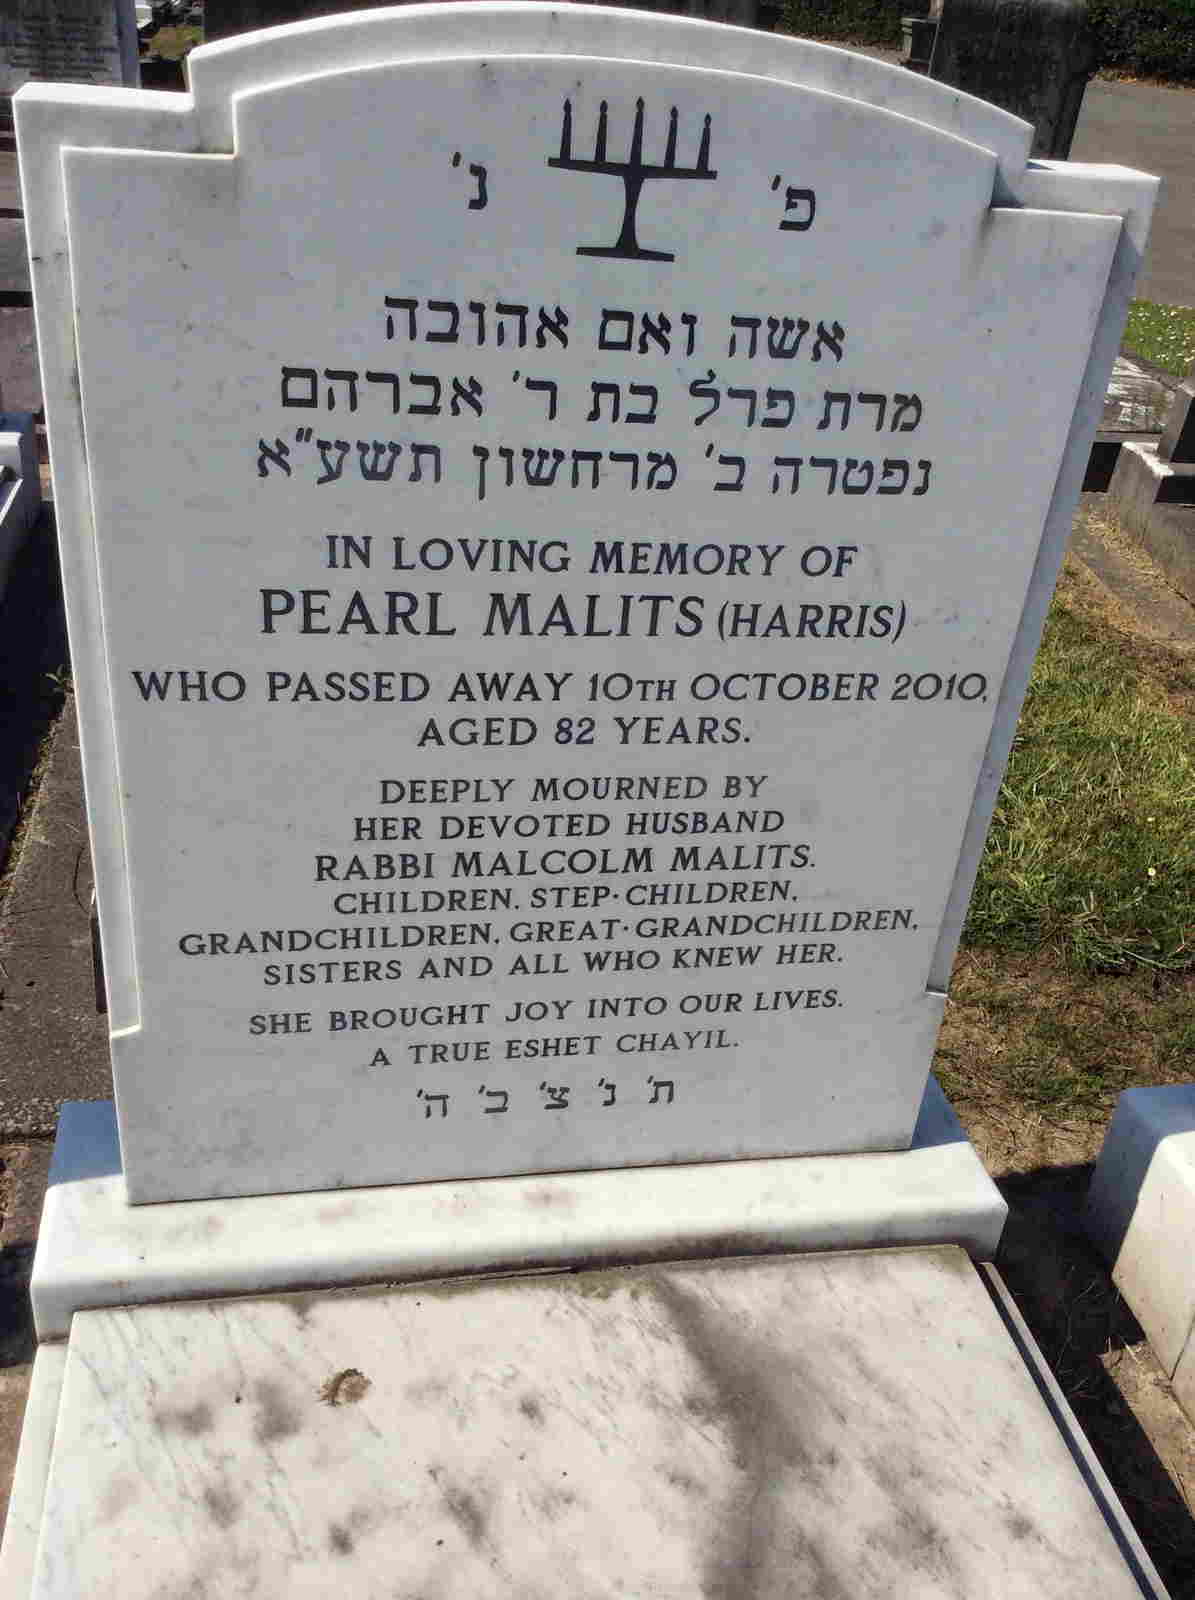 פ' נ'
אשה ואם אהובה
מרת פרל בת ר' אברהם
נפטרה ב' מרחשון תשע"א
IN LOVING MEMORY OF
PEARL MALITS (HARRIS)
WHO PASSED AWAY 10TH OCTOBER 2010,
AGED 82 YEARS.
DEEPLY MOURNED BY
HER DEVOTED HUSBAND
RABBI MALCOLM MALITS.
CHILDREN, STEP-CHILDREN,
GRANDCHILDREN, GREAT-GRANDCHILDREN,
SISTERS AND ALL WHO KNEW HER.
SHE BROUGHT JOY INTO OUR LIVES.
A TRUE ESHET CHAYIL.
ת' נ' צ' ב' ה'